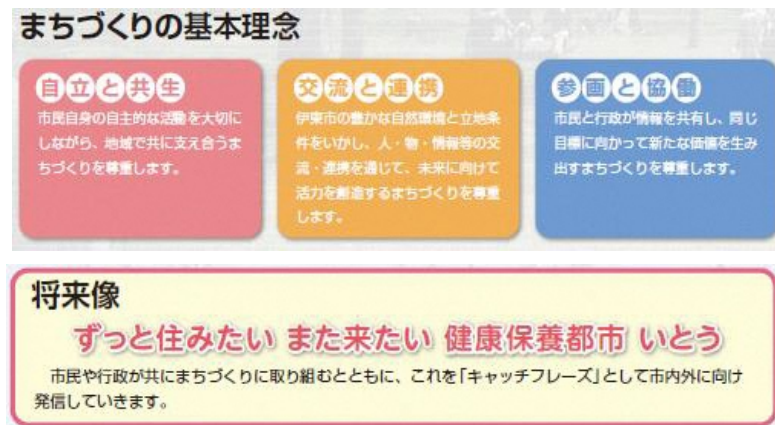 まちづくりの基本理念
自立と共生
市民自身の自主的な活動を大切に
しながら、地域で共に支え合うま
ちづくりを尊重します。
交流と連携
伊東市の豊かな自然環境と立地条
件をいかし、人・物・情報等の交
流・連携を通じて、未来に向けて
活力を創造するまちづくりを尊重
します。
参画と協働
市民と行政が情報を共有し、同じ
目標に向かって新たな価値を生み
出すまちづくりを尊重します。
将来像
ずっと住みたい また来たい 健康保養都市 いとう
市民や行政が共にまちづくりに取り組むとともに、これを「キャッチフレーズ」として市内外に向け
発信していきます。